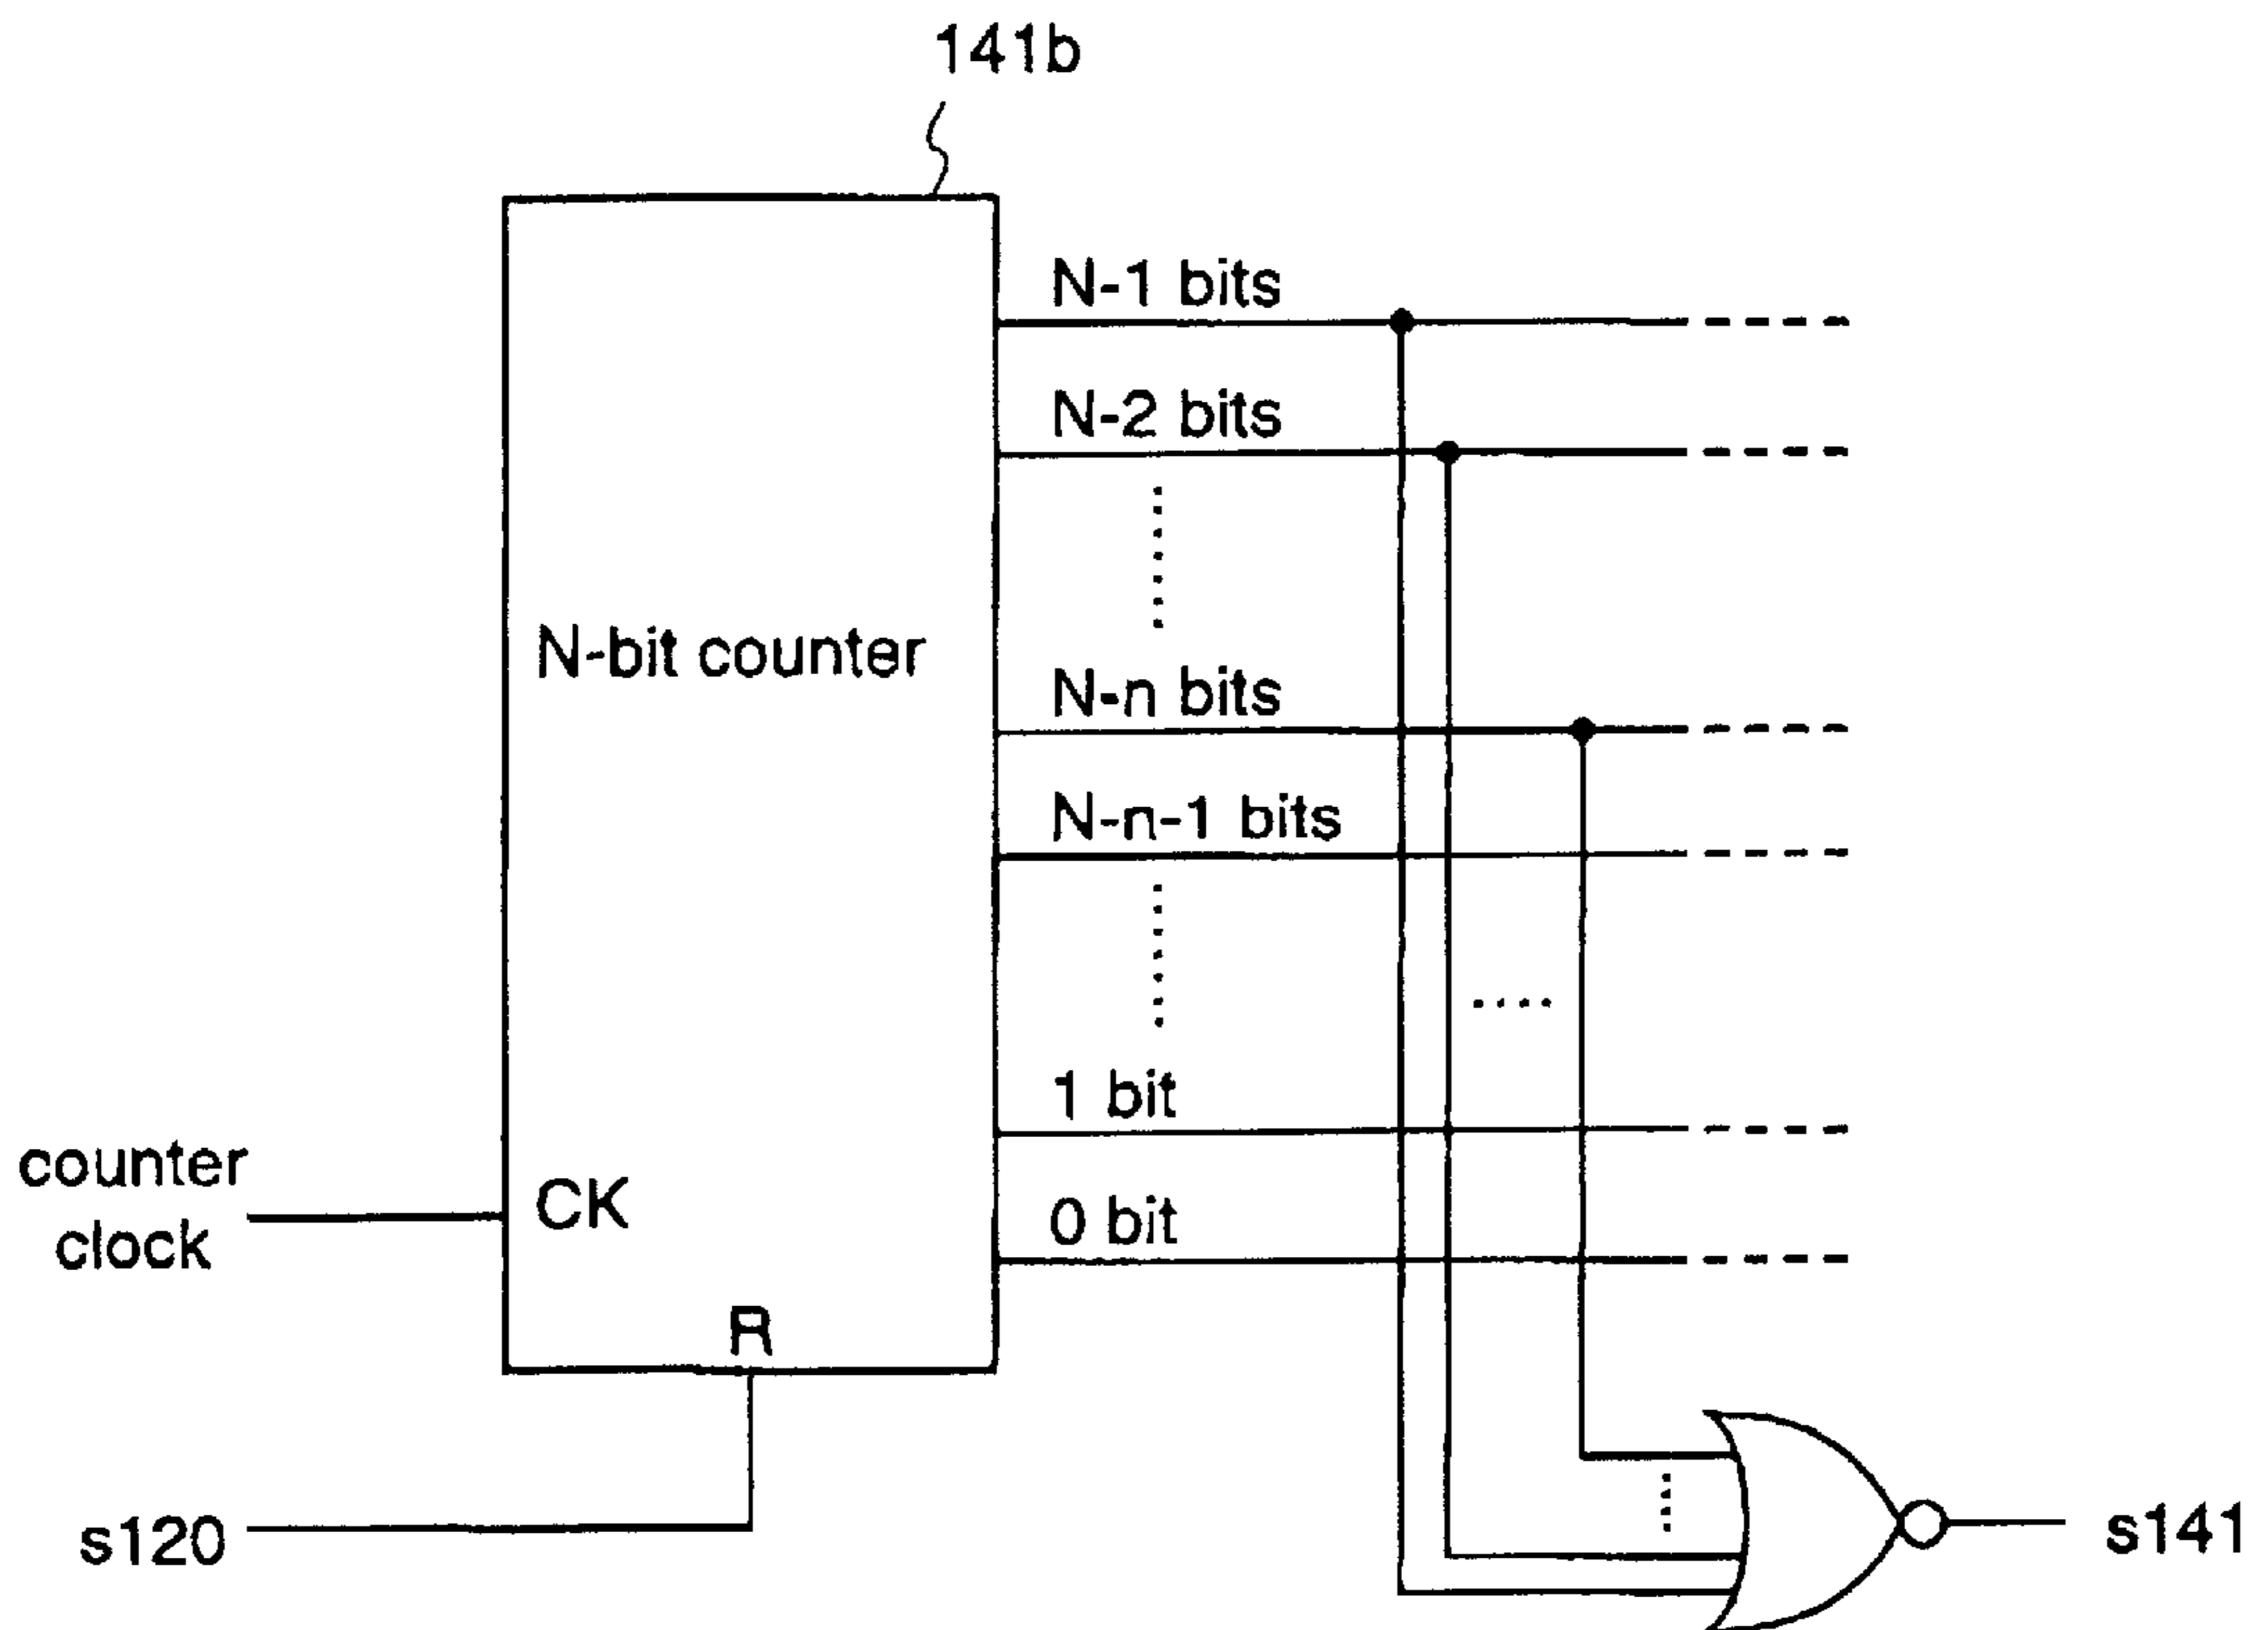 141b
N-1 bits
N-2 bits
N-bit counter
N-n bits
N-n-1 bits
1 bit
counter
clock
CK
0 bit
R
s120
s141